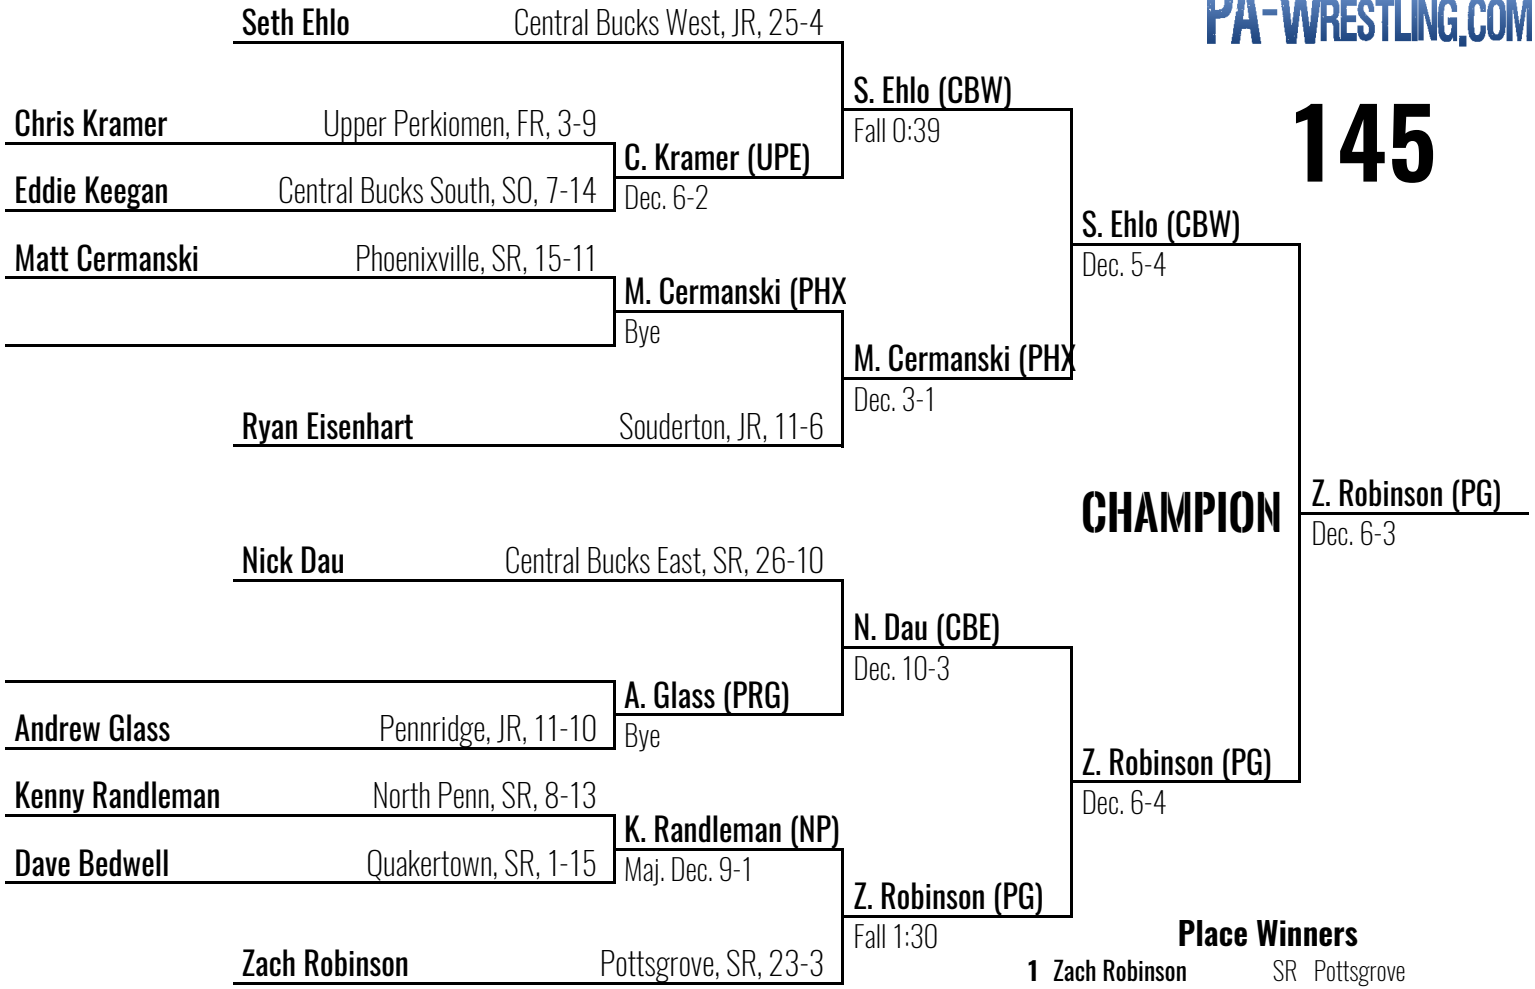 PA-WRESTLING.COM
145
Seth Ehlo Central Bucks West, JR, 25-4
S. Ehlo (CBW)
Fall 0:39
Chris Kramer Upper Perkiomen, FR, 3-9
C. Kramer (UPE)
Dec. 6-2
Eddie Keegan Central Bucks South, SO, 7-14
S. Ehlo (CBW)
Dec. 5-4
Matt Cermanski Phoenixville, SR, 15-11
M. Cermanski (PHX
Bye
M. Cermanski (PHX
Dec. 3-1
Ryan Eisenhart Souderton, JR, 11-6
CHAMPION
Z. Robinson (PG)
Dec. 6-3
Nick Dau Central Bucks East, SR, 26-10
N. Dau (CBE)
Dec. 10-3
A. Glass (PRG)
Bye
Andrew Glass Pennridge, JR, 11-10
Z. Robinson (PG)
Dec. 6-4
Kenny Randleman North Penn, SR, 8-13
K. Randleman (NP)
Maj. Dec. 9-1
Dave Bedwell Quakertown, SR, 1-15
Z. Robinson (PG)
Fall 1:30
Zach Robinson Pottsgrove, SR, 23-3
Place Winners
1 Zach Robinson SR Pottsgrove